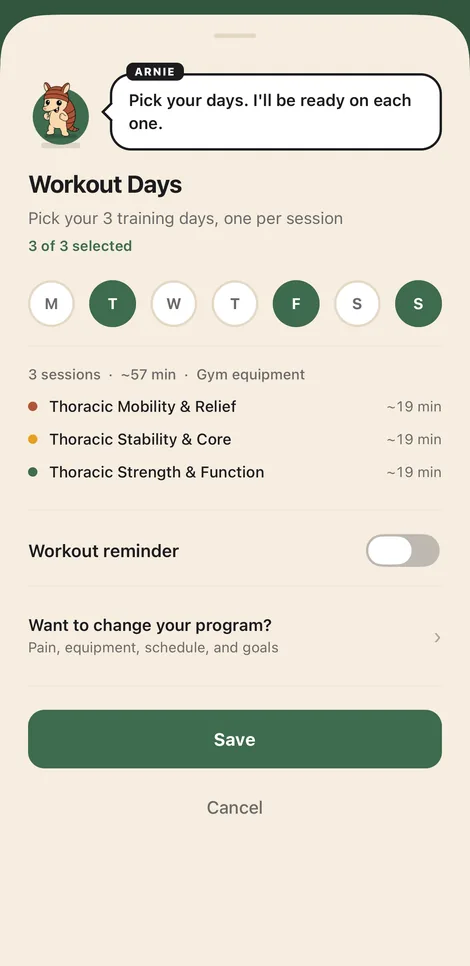 ARNIE
Pick your days. I'll be ready on each
one.
Workout Days
Pick your 3 training days, one per session
3 of 3 selected
M T W T F S S
3 sessions · ~57 min · Gym equipment
Thoracic Mobility & Relief ~19 min
Thoracic Stability & Core ~19 min
Thoracic Strength & Function ~19 min
Workout reminder
Want to change your program?
Pain, equipment, schedule, and goals
Save
Cancel